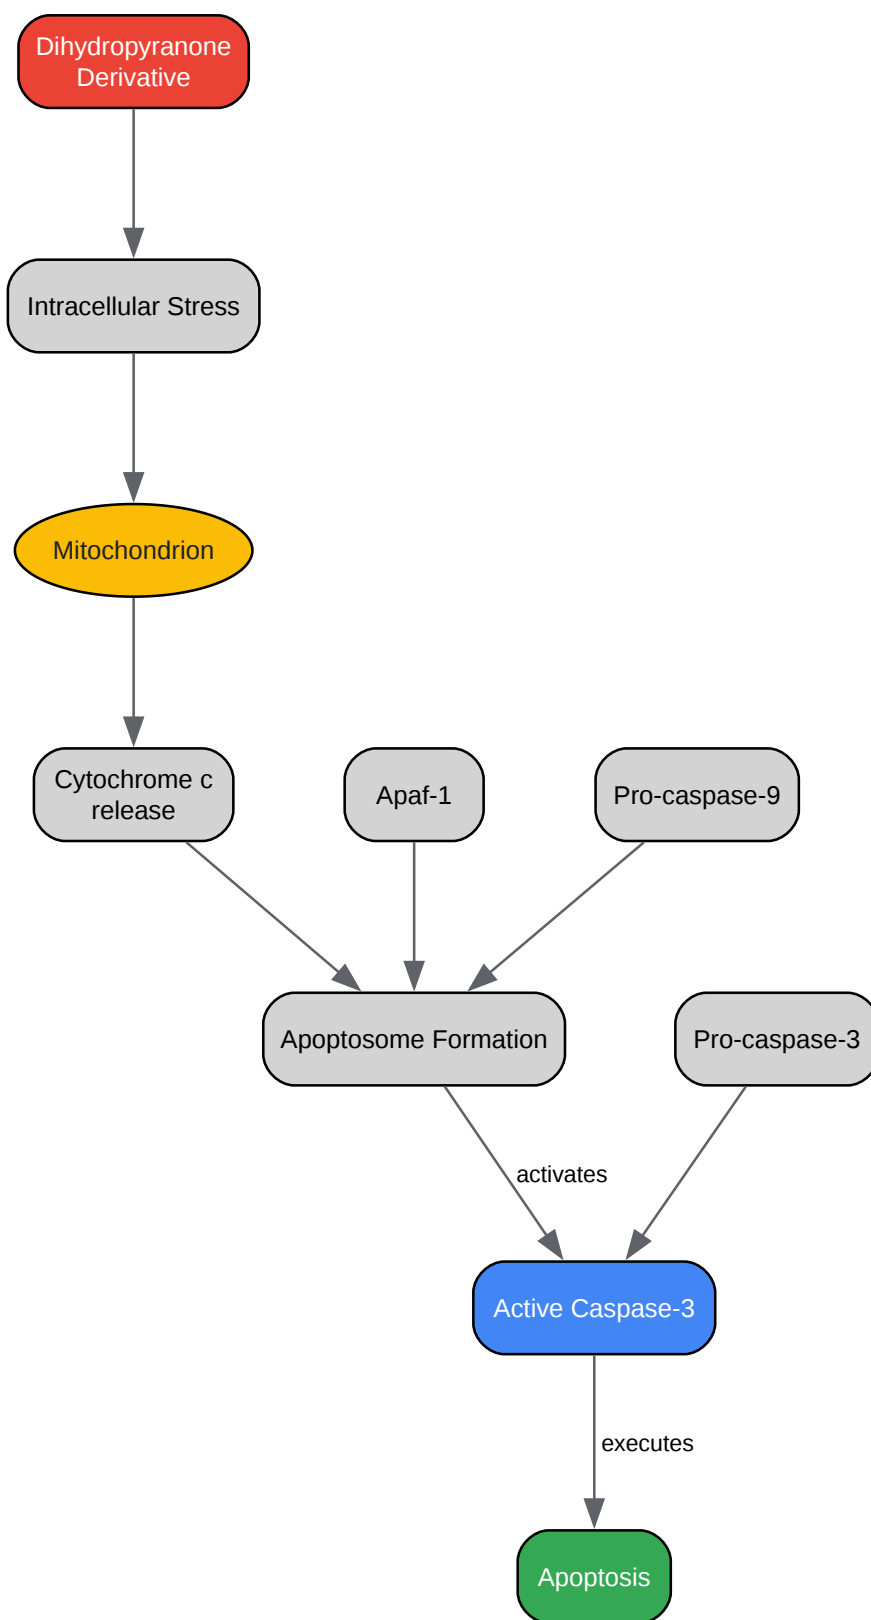 Dihydropyranone
Derivative
Intracellular Stress
Mitochondrion
Cytochrome c
release
Apaf-1
Pro-caspase-9
Apoptosome Formation
Pro-caspase-3
activates
Active Caspase-3
executes
Apoptosis